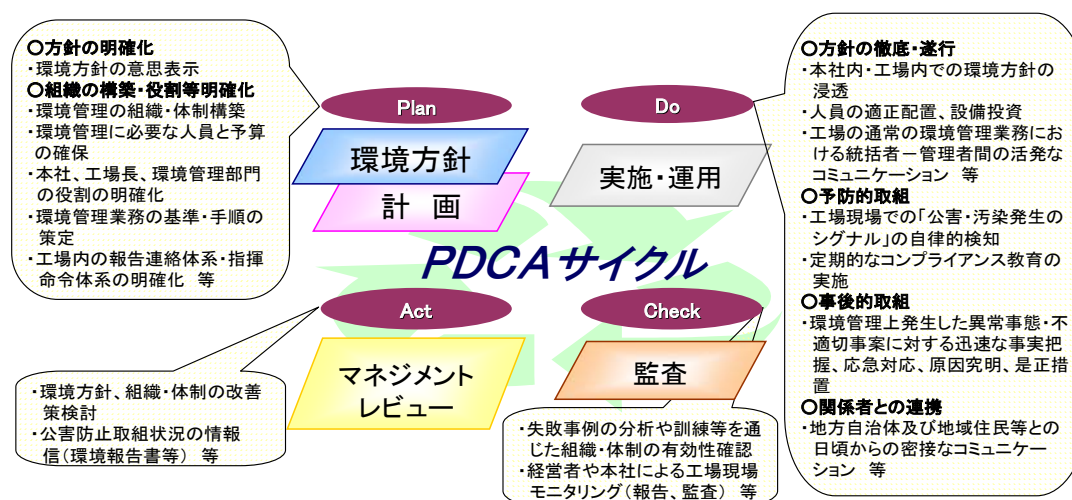 ○方針の明確化
・環境方針の意思表示
○組織の構築・役割等明確化
・環境管理の組織・体制構築
・環境管理に必要な人員と予算
の確保
・本社、工場長、環境管理部門
の役割の明確化
・環境管理業務の基準・手順の
策定
・工場内の報告連絡体系・指揮
命令体系の明確化 等
Plan
環境方針
計 画
Do
実施・運用
○方針の徹底・遂行
・本社内・工場内での環境方針の
浸透
・人員の適正配置、設備投資
・工場の通常の環境管理業務にお
ける統括者－管理者間の活発な
コミュニケーション 等
○予防的取組
・工場現場での「公害・汚染発生の
シグナル」の自律的検知
・定期的なコンプライアンス教育の
実施
○事後的取組
・環境管理上発生した異常事態・不
適切事案に対する迅速な事実把
握、応急対応、原因究明、是正措
置
○関係者との連携
・地方自治体及び地域住民等との
日頃からの密接なコミュニケー
ション 等
PDCAサイクル
Act
マネジメント
レビュー
・環境方針、組織・体制の改善
策検討
・公害防止取組状況の情報
信（環境報告書等） 等
Check
監査
・失敗事例の分析や訓練等を通
じた組織・体制の有効性確認
・経営者や本社による工場現場
モニタリング（報告、監査） 等